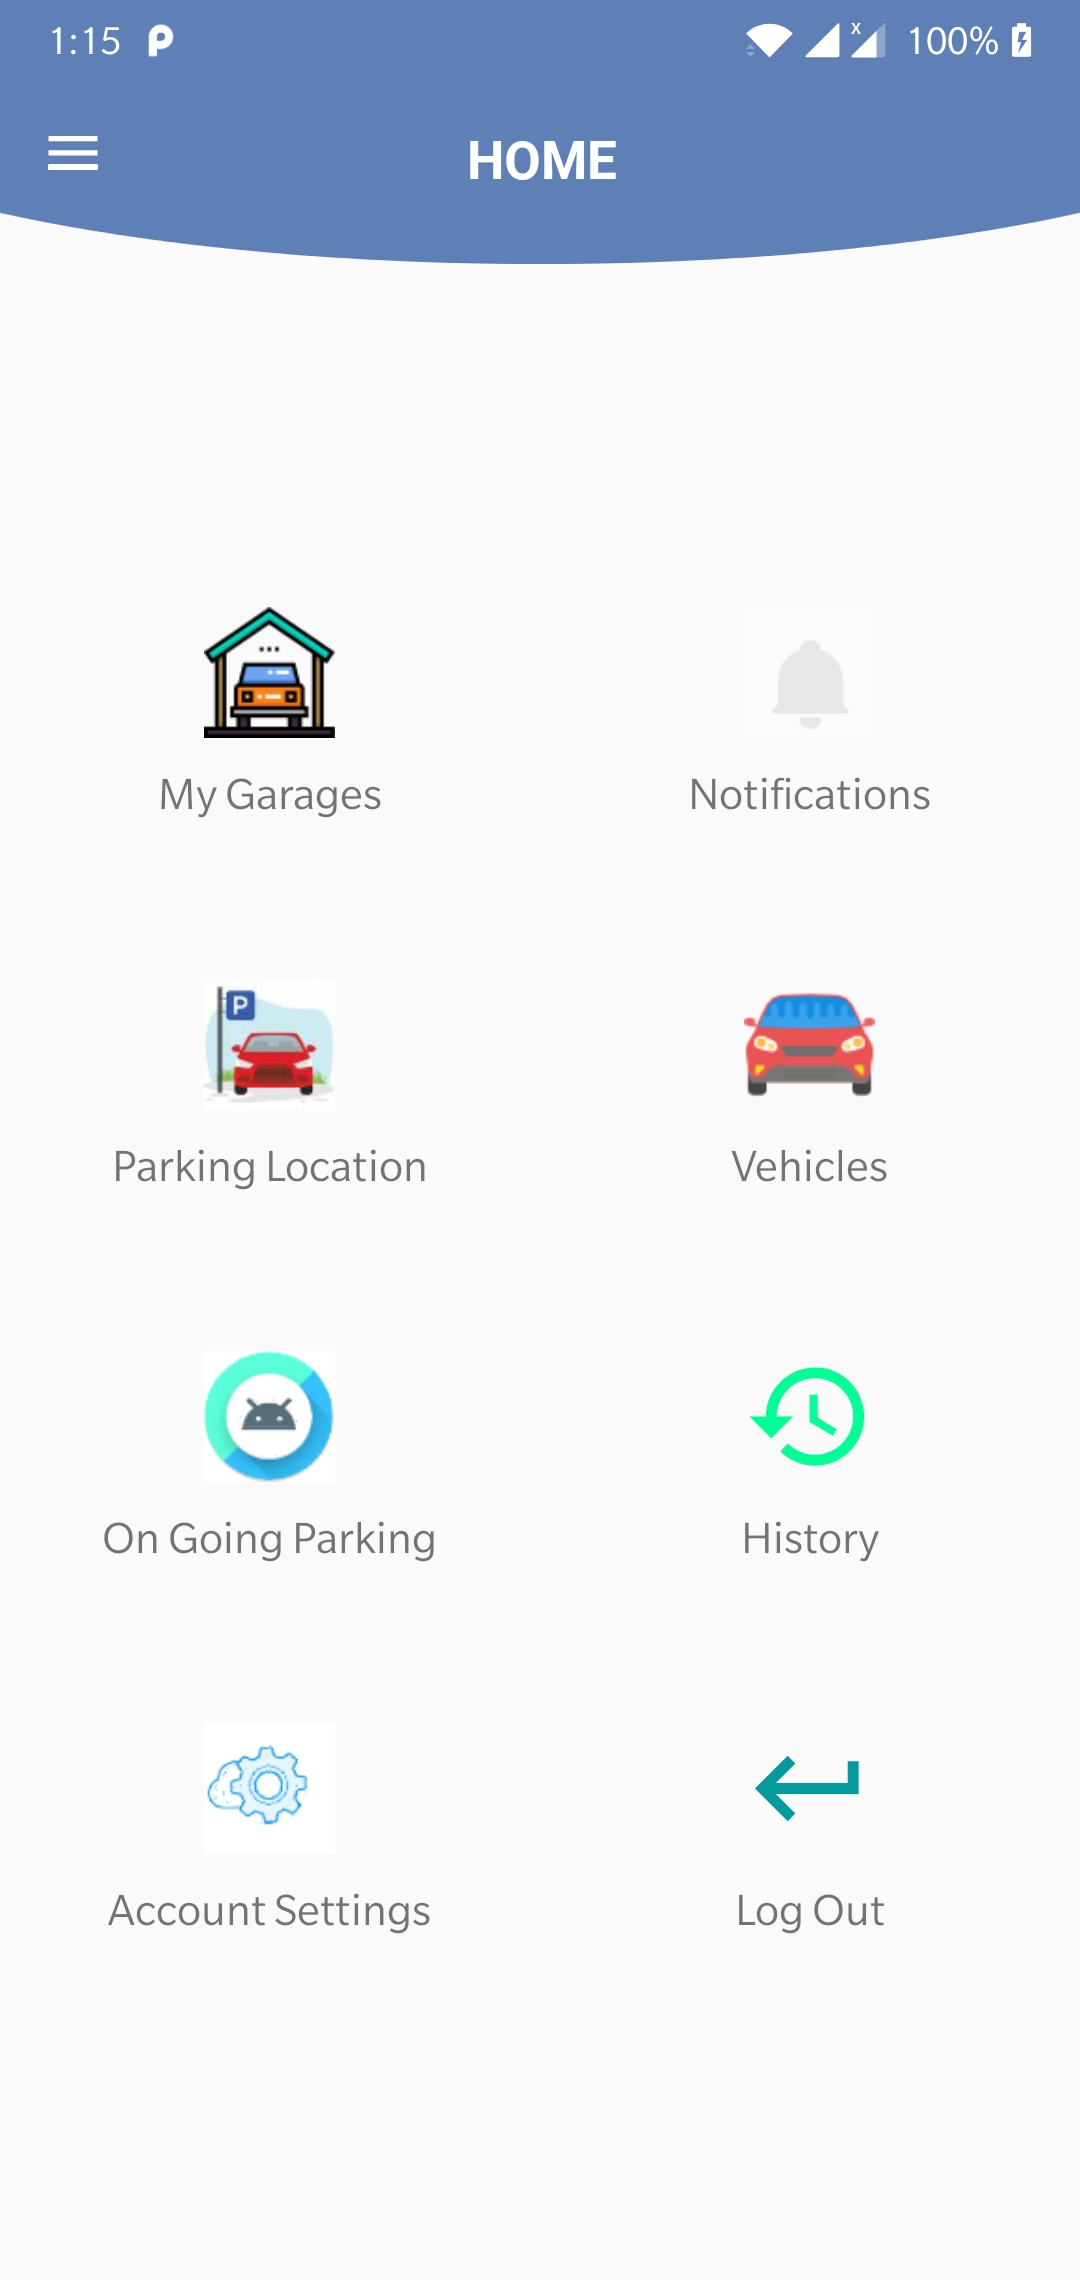 1:15 100%
HOME
My Garages Notifications
P
Parking Location Vehicles
On Going Parking History
Account Settings Log Out